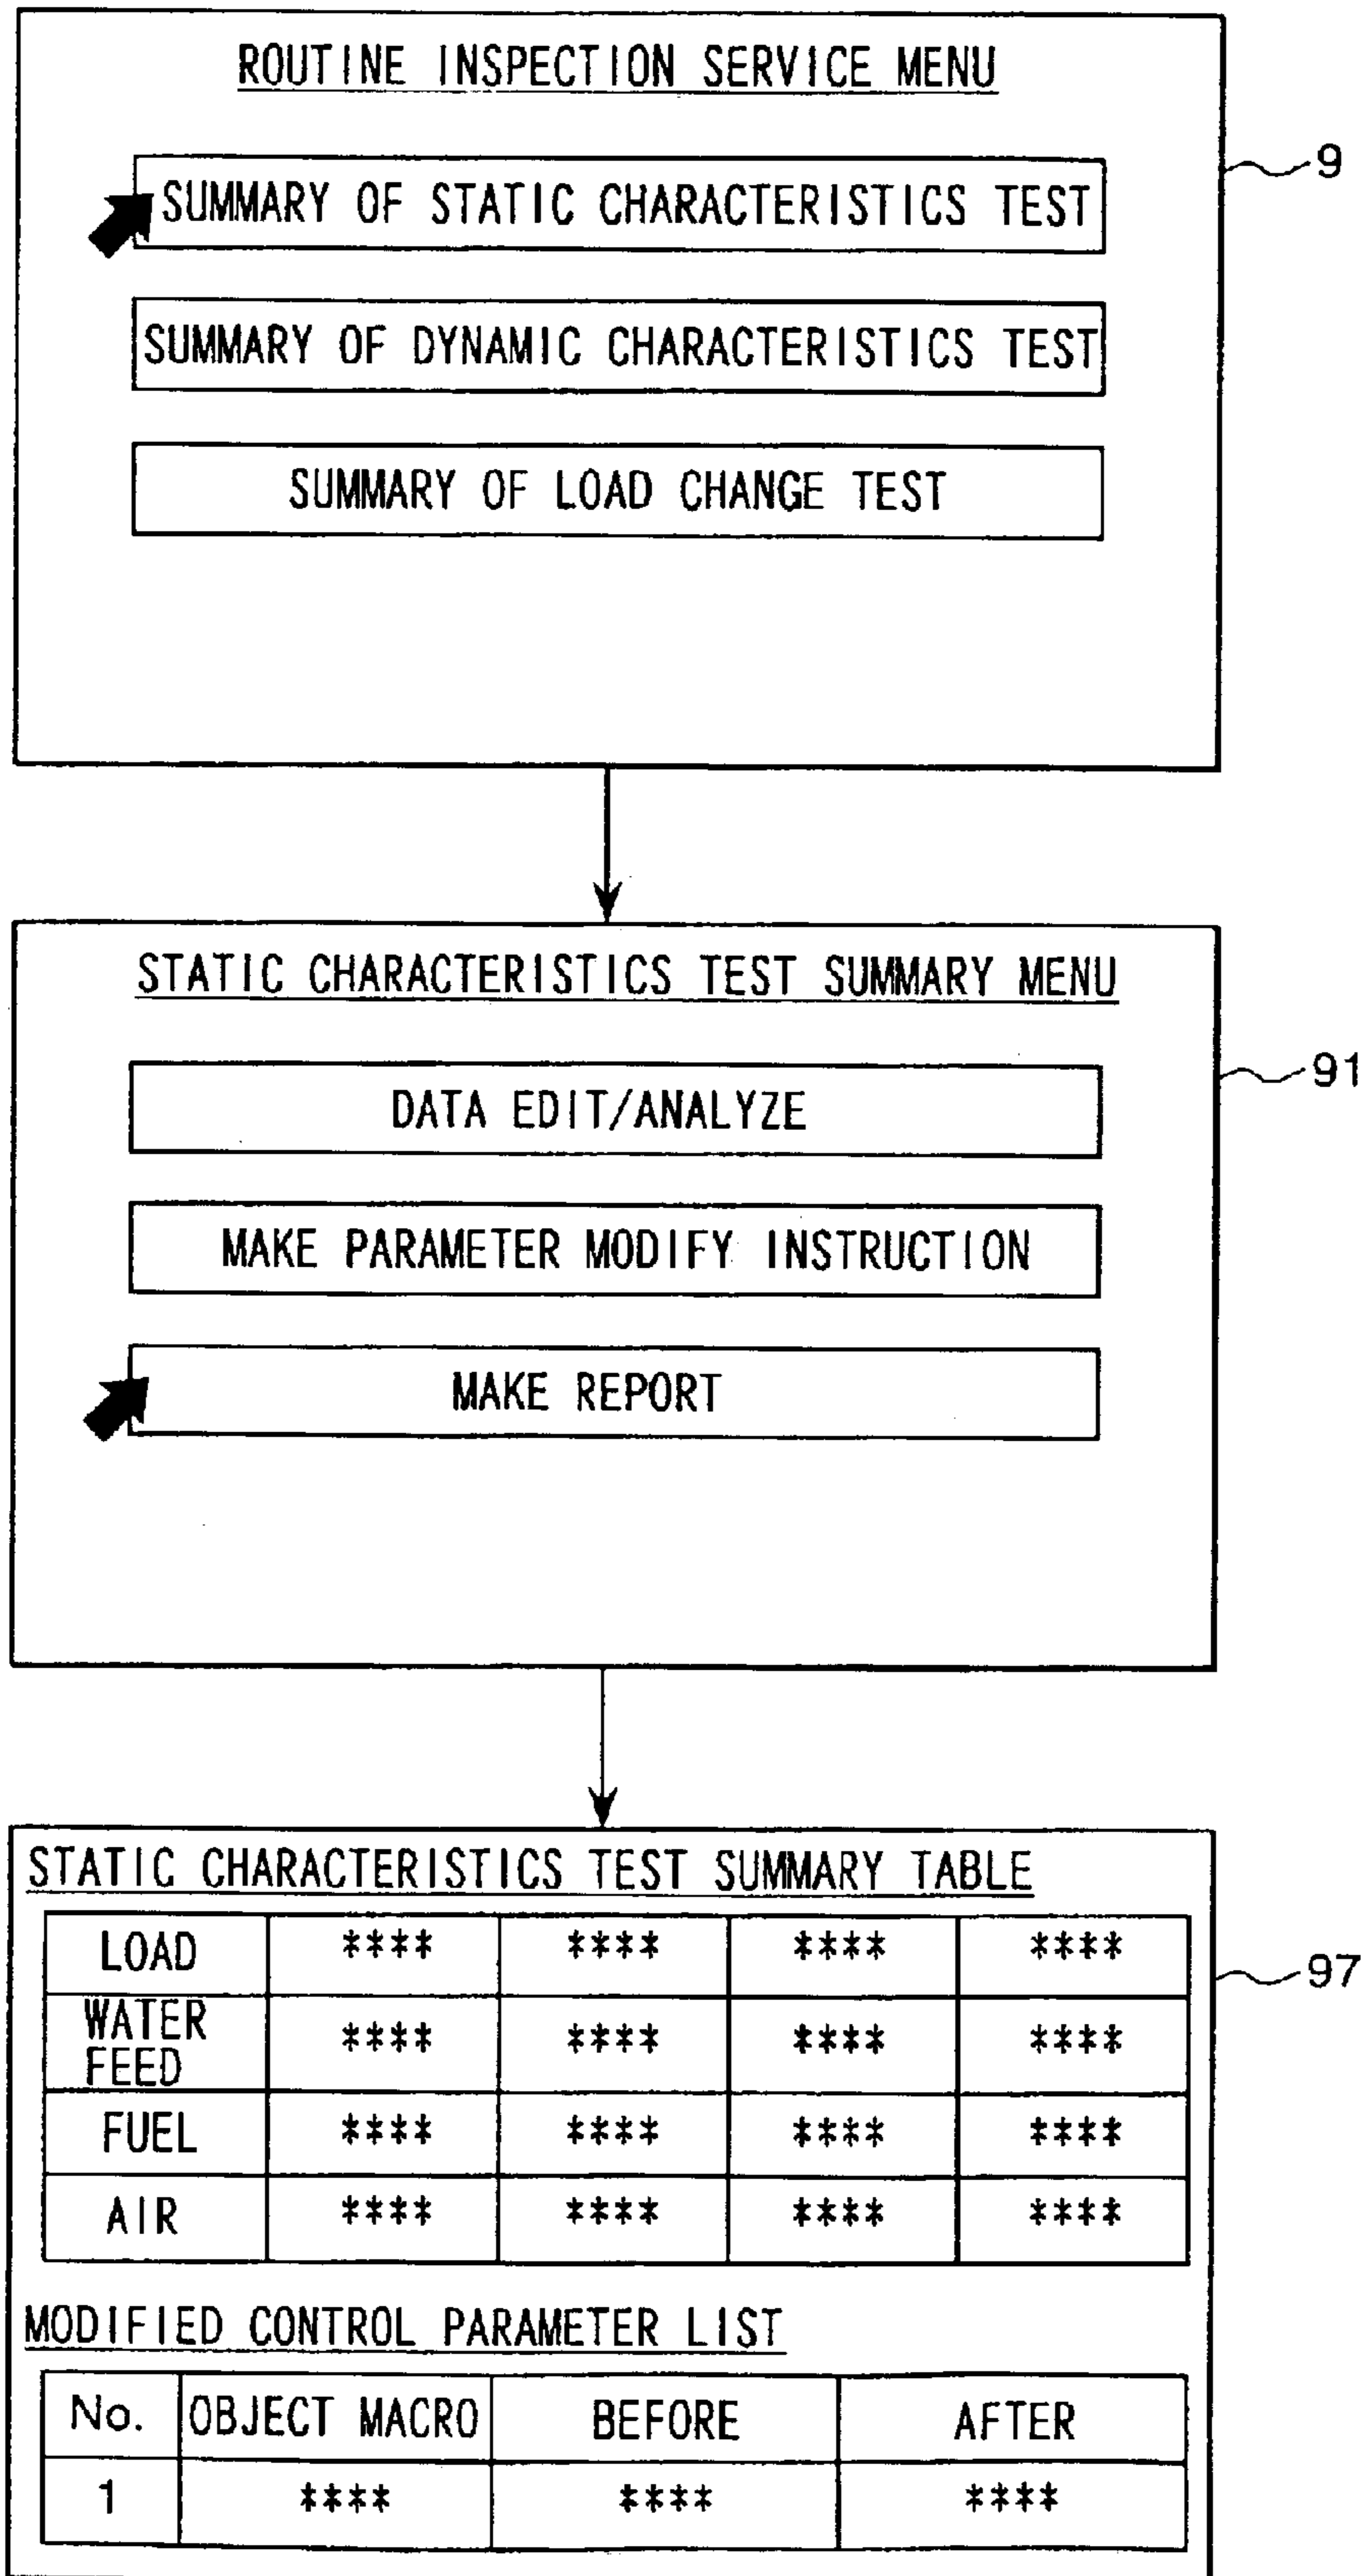 ROUTINE INSPECTION SERVICE MENU
9
SUMMARY OF STATIC CHARACTERISTICS TEST
SUMMARY OF DYNAMIC CHARACTERISTICS TEST
SUMMARY OF LOAD CHANGE TEST
STATIC CHARACTERISTICS TEST SUMMARY MENU
91
DATA EDIT/ANALYZE
MAKE PARAMETER MODIFY INSTRUCTION
MAKE REPORT
STATIC CHARACTERISTICS TEST SUMMARY TABLE
LOAD **** **** **** ****
97
WATER
FEED **** **** **** ****
FUEL **** **** **** ****
AIR **** **** **** ****
MODIFIED CONTROL PARAMETER LIST
No. OBJECT MACRO BEFORE AFTER
1 **** **** ****